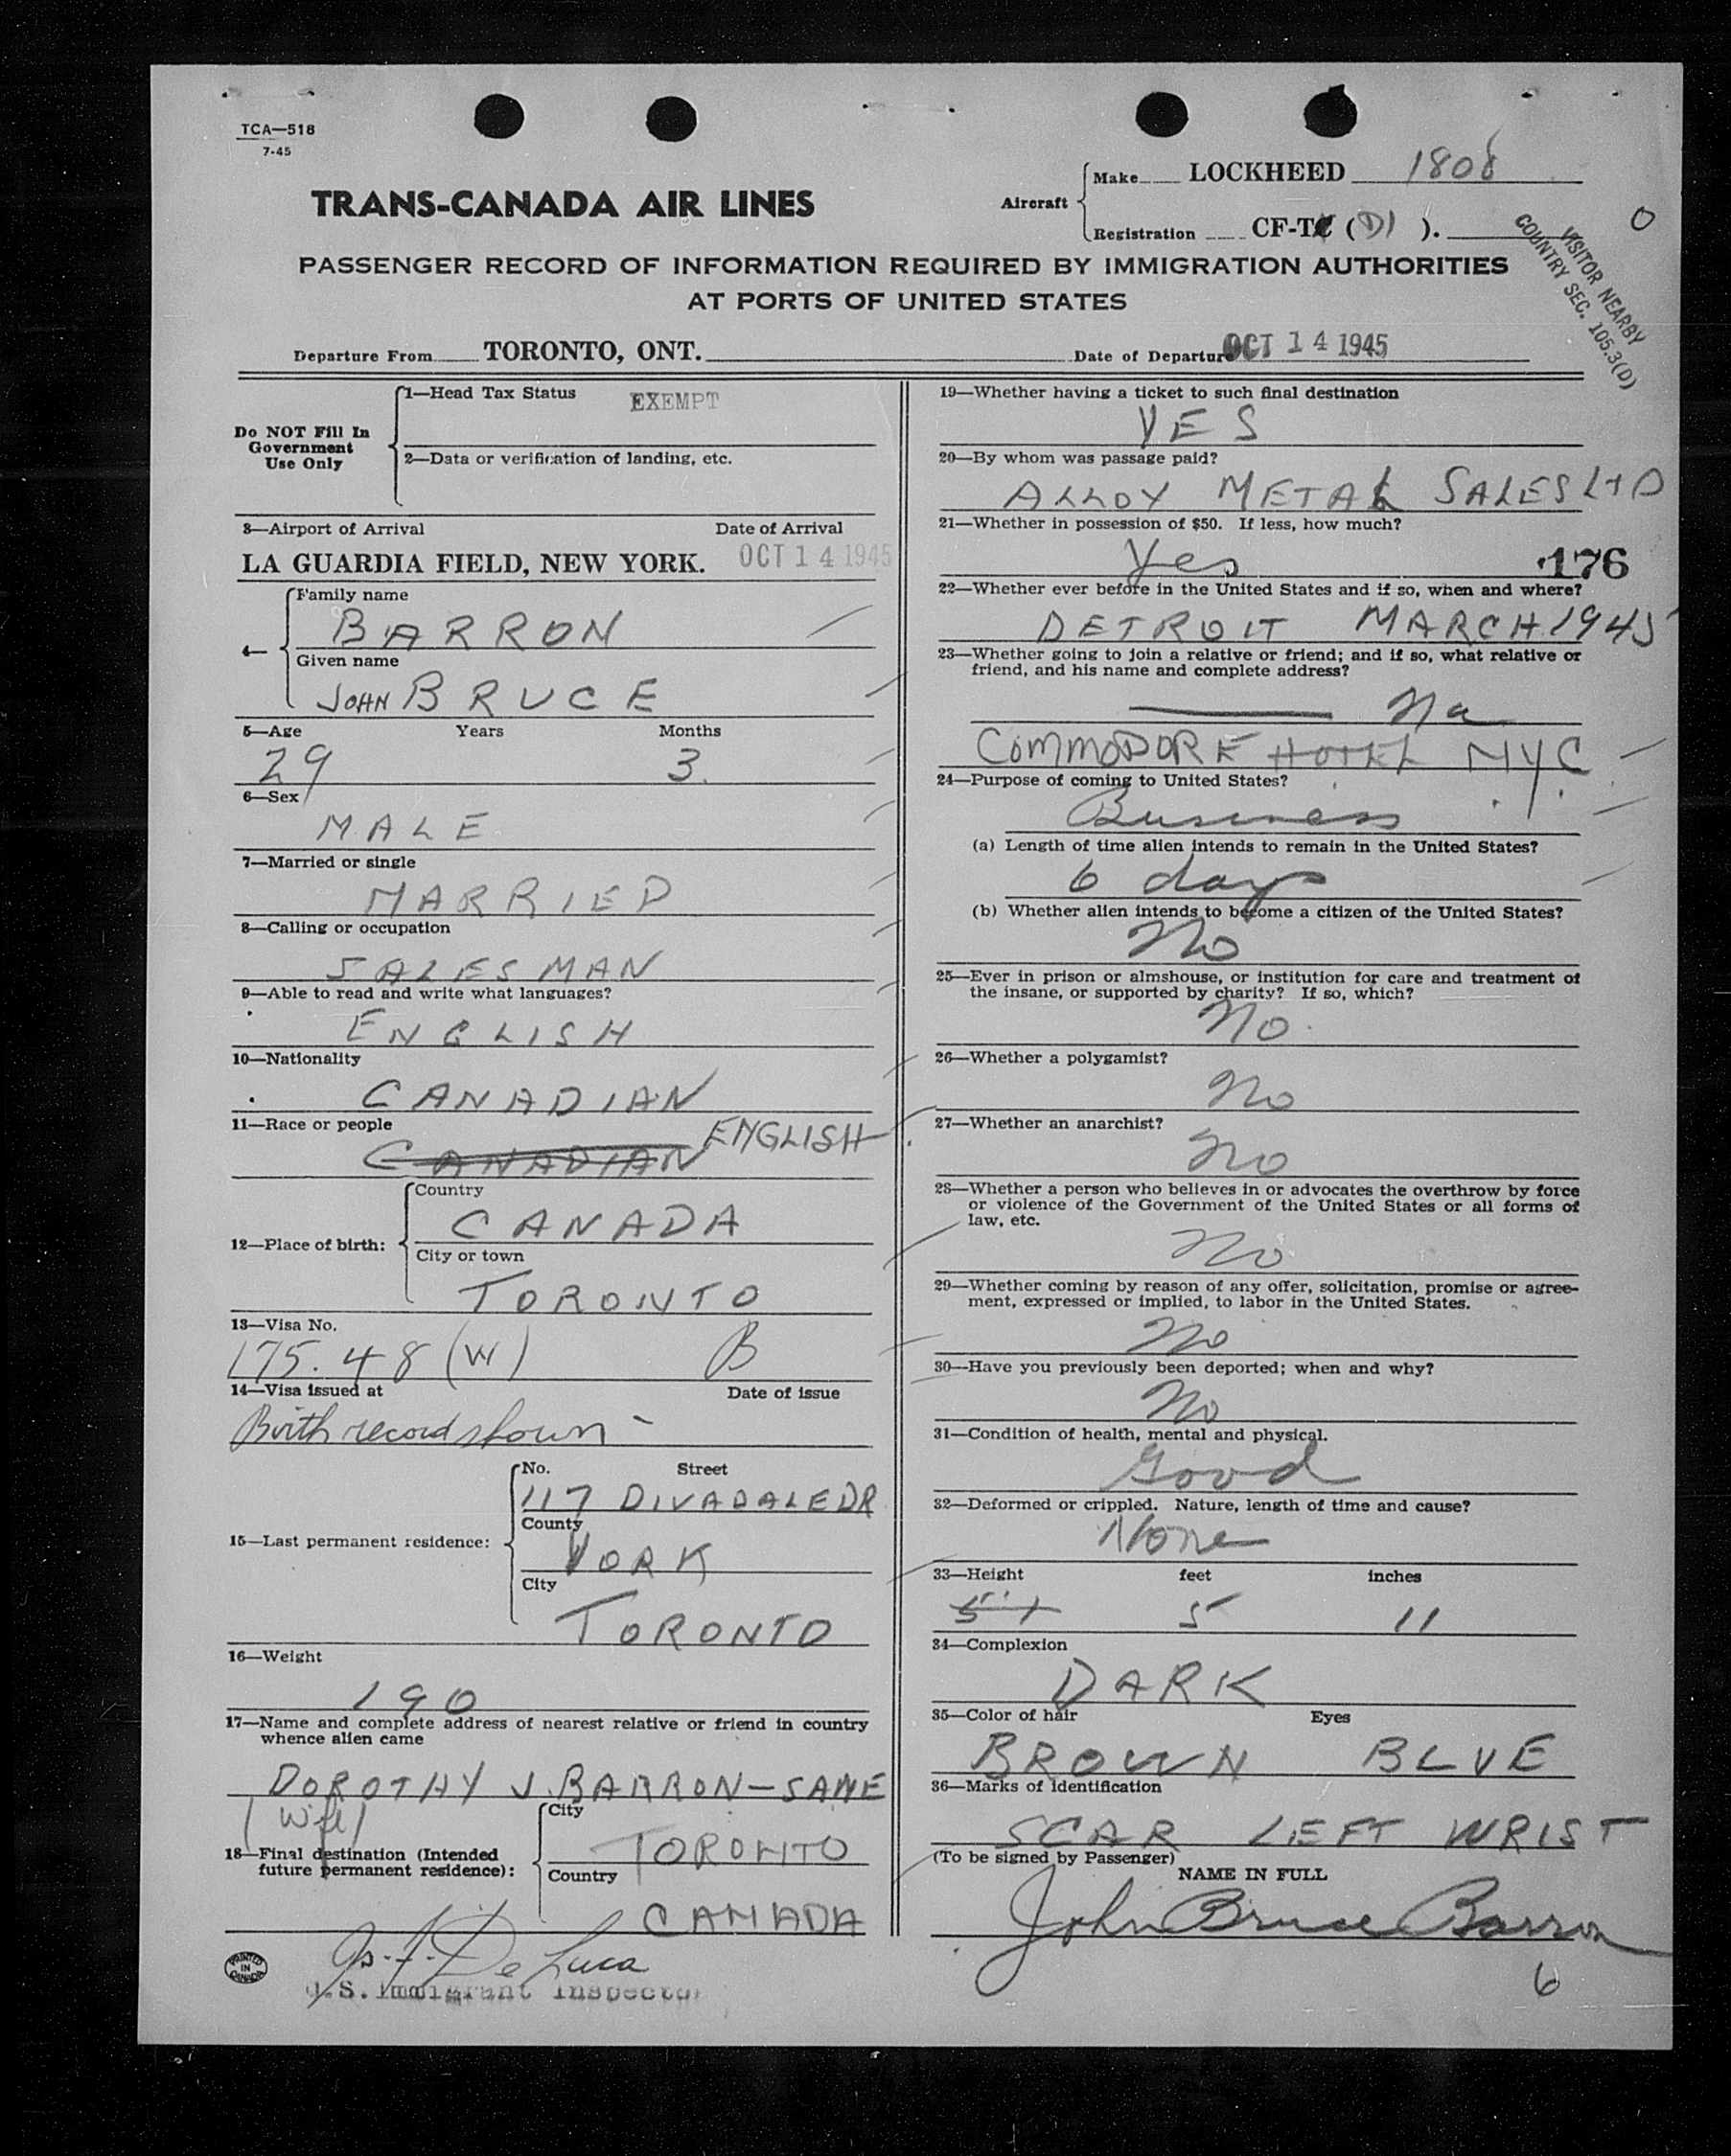 TCA—518
7-45
TRANS-CANADA AIR LINES
Aircraft
Make LOCKHEED 1808
Registration CF-T ( D) ).
0
VISITOR NEARBY
COUNTRY SEC. 105.3(D)
PASSENGER RECORD OF INFORMATION REQUIRED BY IMMIGRATION AUTHORITIES
AT PORTS OF UNITED STATES
Departure From TORONTO, ONT. Date of Departure OCT 14 1945
Do NOT Fill In
Government
Use Only
1—Head Tax Status EXEMPT
2—Data or verification of landing, etc.
3—Airport of Arrival Date of Arrival
LA GUARDIA FIELD, NEW YORK. OCT 14 1945
4—
Family name
BARRON
Given name
JOHN BRUCE
5—Age Years Months
29 3
6—Sex
MALE
7—Married or single
MARRIED
8—Calling or occupation
SALESMAN
9—Able to read and write what languages?
ENGLISH
10—Nationality
CANADIAN
11—Race or people
CANADIAN ENGLISH
12—Place of birth:
Country
CANADA
City or town
TORONTO
13—Visa No.
175.48 (W) B
14—Visa issued at Date of issue
Birth record shown -
15—Last permanent residence:
No. Street
117 DIVADALE DR
County
YORK
City
TORONTO
16—Weight
190
17—Name and complete address of nearest relative or friend in country
whence alien came
DOROTHY J. BARRON — SAME
(Wife)
18—Final destination (Intended
future permanent residence):
City
TORONTO
Country
CANADA
De Luca
U.S. Immigrant Inspector
PRINTED
IN
CANADA
19—Whether having a ticket to such final destination
YES
20—By whom was passage paid?
ALLOY METAL SALES LTD
21—Whether in possession of $50. If less, how much?
Yes
176
22—Whether ever before in the United States and if so, when and where?
DETROIT MARCH 1945
23—Whether going to join a relative or friend; and if so, what relative or
friend, and his name and complete address?
No
COMMODORE HOTEL N.Y.C.
24—Purpose of coming to United States?
Business
(a) Length of time alien intends to remain in the United States?
6 days
(b) Whether alien intends to become a citizen of the United States?
No
25—Ever in prison or almshouse, or institution for care and treatment of
the insane, or supported by charity? If so, which?
No.
26—Whether a polygamist?
No
27—Whether an anarchist?
No
28—Whether a person who believes in or advocates the overthrow by force
or violence of the Government of the United States or all forms of
law, etc.
No
29—Whether coming by reason of any offer, solicitation, promise or agree-
ment, expressed or implied, to labor in the United States.
No
30—Have you previously been deported; when and why?
No
31—Condition of health, mental and physical.
Good
32—Deformed or crippled. Nature, length of time and cause?
None
33—Height feet inches
5 11
34—Complexion
DARK
35—Color of hair Eyes
BROWN BLUE
36—Marks of identification
SCAR LEFT WRIST
(To be signed by Passenger)
NAME IN FULL
John Bruce Barron
6